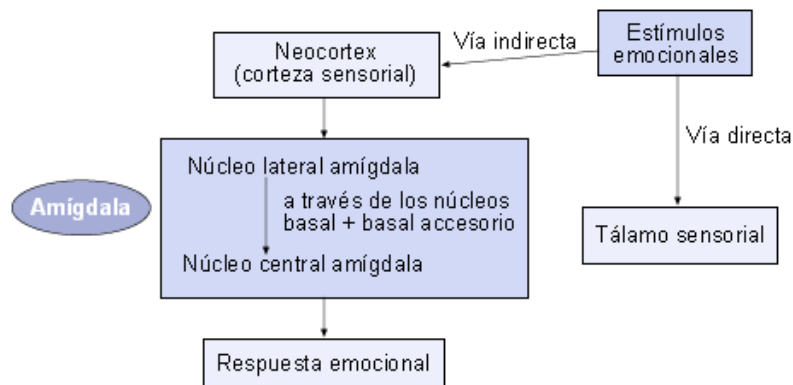 Neocortex
(corteza sensorial)
Vía indirecta
Estímulos
emocionales
Vía directa
Amígdala
Núcleo lateral amígdala
a través de los núcleos
basal + basal accesorio
Núcleo central amígdala
Tálamo sensorial
Respuesta emocional